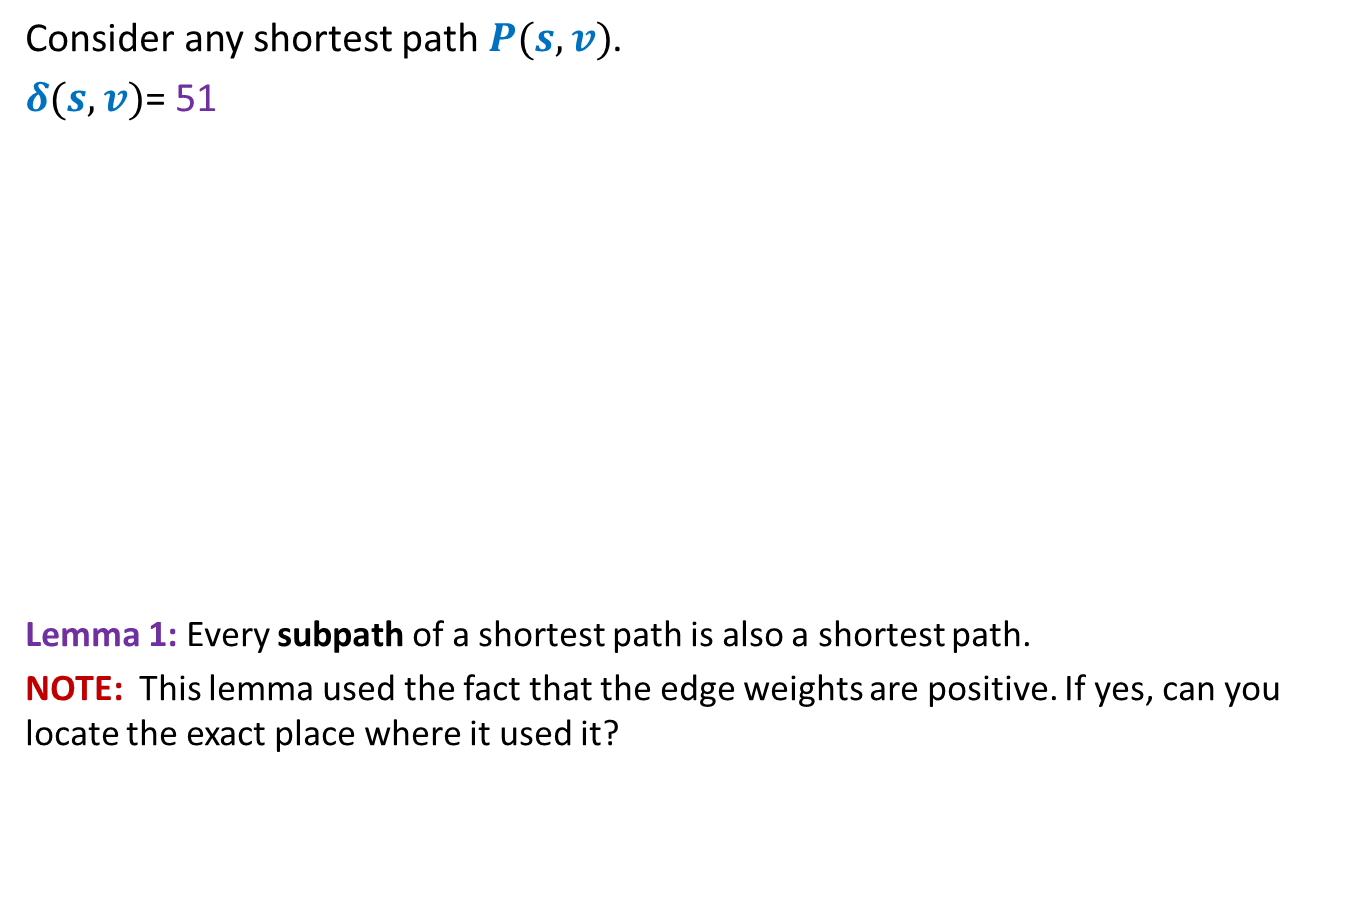 Consider any shortest path P(s, v).
δ(s, v)= 51
Lemma 1: Every subpath of a shortest path is also a shortest path.
NOTE: This lemma used the fact that the edge weights are positive. If yes, can you
locate the exact place where it used it?